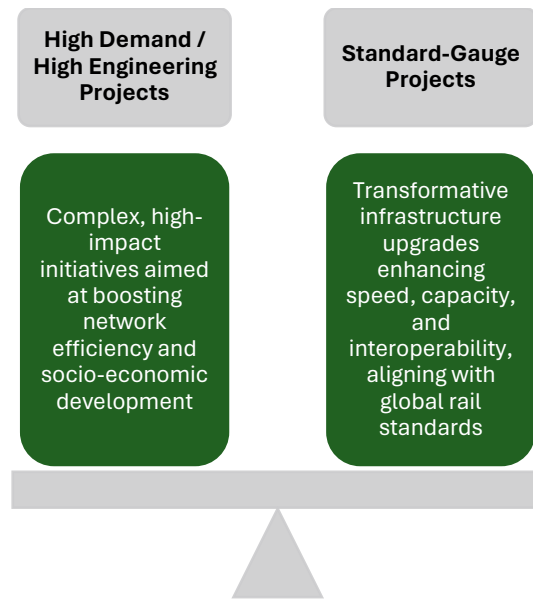 High Demand /
High Engineering
Projects
Standard-Gauge
Projects
Complex, high-
impact
initiatives aimed
at boosting
network
efficiency and
socio-economic
development
Transformative
infrastructure
upgrades
enhancing
speed, capacity,
and
interoperability,
aligning with
global rail
standards